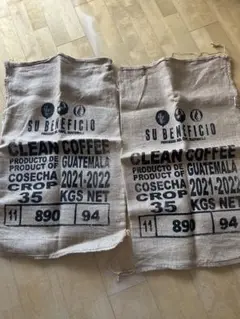 SU BENEFICIO
CLEAN COFFEE
PRODUCTO DE
PRODUCT OF
GUATEMALA
COSECHA
CROP
2021-2022
35
KGS NET
11
890
94
SU BENEFICIO
CLEAN COFFEE
PRODUCTO DE
PRODUCT OF
GUATEMALA
COSECHA
CROP
2021-2022
35
KGS NET
11
890
94